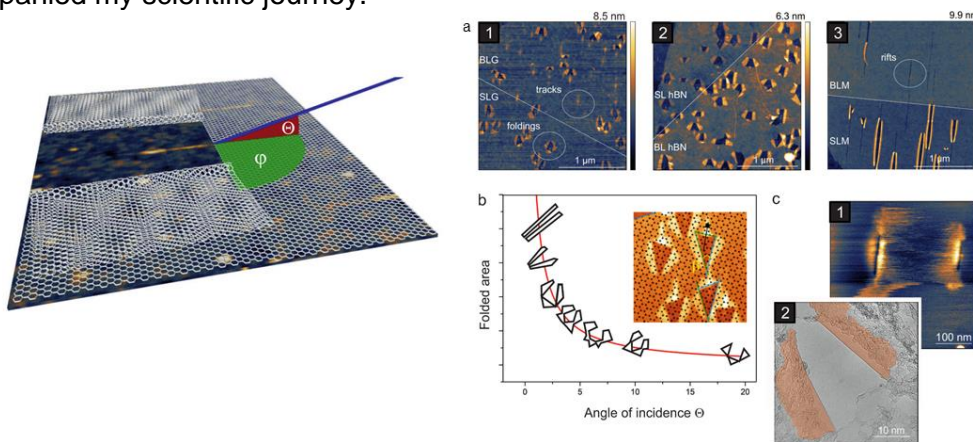 panied my scientific journey.
Θ
φ
a
1
8.5 nm
BLG
SLG
tracks
foldings
1 µm
2
6.3 nm
SL hBN
BL hBN
1 µm
3
9.9 nm
rifts
BLM
SLM
1 µm
b
Folded area
0
5
10
15
20
Angle of incidence Θ
c
1
100 nm
2
10 nm